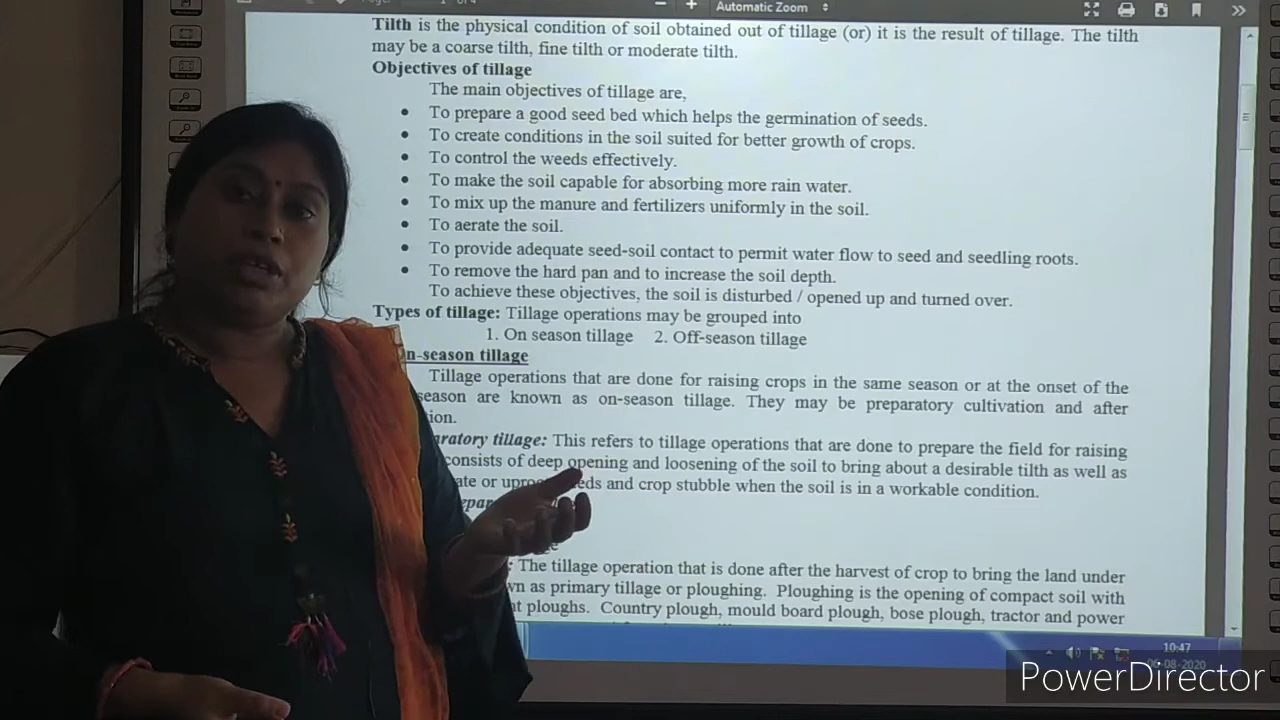 Automatic Zoom
Tilth is the physical condition of soil obtained out of tillage (or) it is the result of tillage. The tilth
may be a coarse tilth, fine tilth or moderate tilth.
Objectives of tillage
The main objectives of tillage are,
• To prepare a good seed bed which helps the germination of seeds.
• To create conditions in the soil suited for better growth of crops.
• To control the weeds effectively.
• To make the soil capable for absorbing more rain water.
• To mix up the manure and fertilizers uniformly in the soil.
• To aerate the soil.
• To provide adequate seed-soil contact to permit water flow to seed and seedling roots.
• To remove the hard pan and to increase the soil depth.
To achieve these objectives, the soil is disturbed / opened up and turned over.
Types of tillage: Tillage operations may be grouped into
1. On season tillage 2. Off-season tillage
n-season tillage
Tillage operations that are done for raising crops in the same season or at the onset of the
season are known as on-season tillage. They may be preparatory cultivation and after
ion.
aratory tillage: This refers to tillage operations that are done to prepare the field for raising
consists of deep opening and loosening of the soil to bring about a desirable tilth as well as
ate or uproo eds and crop stubble when the soil is in a workable condition.
epar
: The tillage operation that is done after the harvest of crop to bring the land under
wn as primary tillage or ploughing. Ploughing is the opening of compact soil with
nt ploughs. Country plough, mould board plough, bose plough, tractor and power
10:47
06-08-2020
PowerDirector